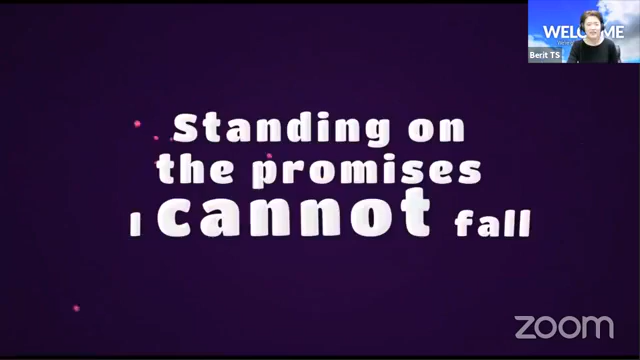 WELCOME
Berit TS
Standing on
the promises
I cannot fall
zoom